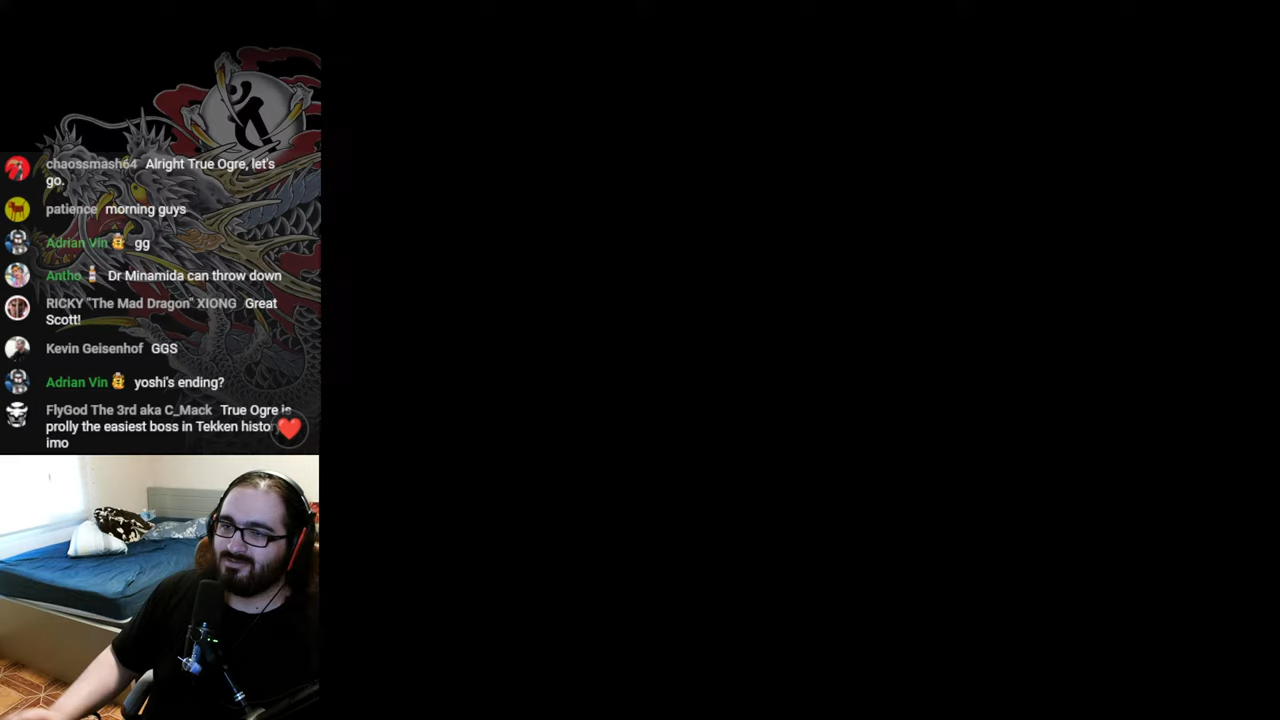 chaossmash64 Alright True Ogre, let's
go.
patience morning guys
Adrian Vin gg
Antho Dr Minamida can throw down
RICKY "The Mad Dragon" XIONG Great
Scott!
Kevin Geisenhof GGS
Adrian Vin yoshi's ending?
FlyGod The 3rd aka C_Mack True Ogre is
prolly the easiest boss in Tekken histo
imo